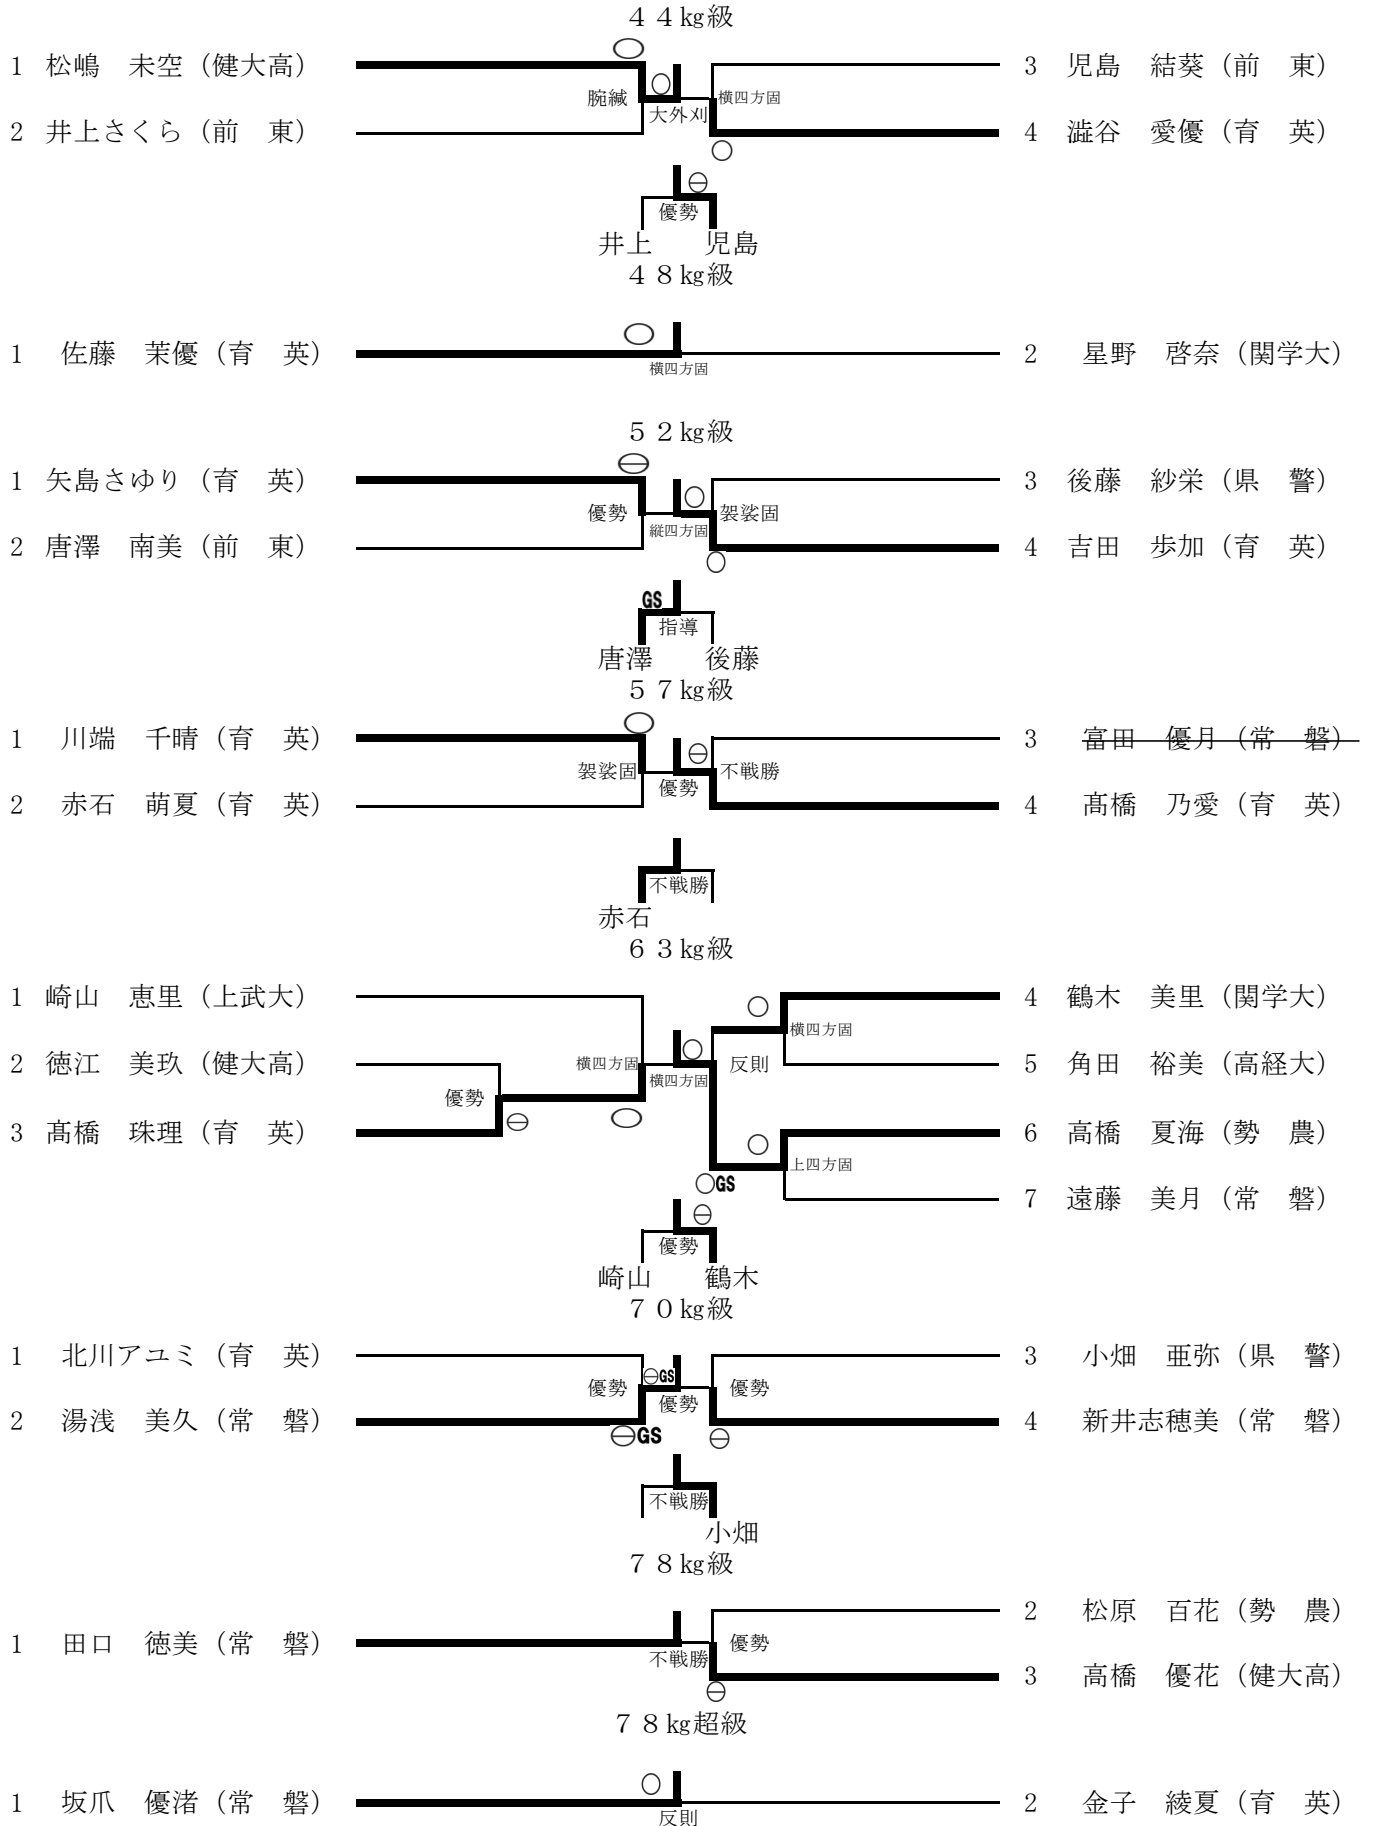 ４４㎏級
1 松嶋　未空（健大高） 3 児島　結葵（前　東）
腕緘 大外刈 横四方固
2 井上さくら（前　東） 4 澁谷　愛優（育　英）
優勢
井上 児島
４８㎏級
1 佐藤　茉優（育　英） 2 星野　啓奈（関学大）
横四方固
５２㎏級
1 矢島さゆり（育　英） 3 後藤　紗栄（県　警）
優勢 縦四方固 袈裟固
2 唐澤　南美（前　東） 4 吉田　歩加（育　英）
GS
指導
唐澤 後藤
５７㎏級
1 川端　千晴（育　英） 3 富田　優月（常　磐）
袈裟固 優勢 不戦勝
2 赤石　萌夏（育　英） 4 髙橋　乃愛（育　英）
不戦勝
赤石
６３㎏級
1 崎山　恵里（上武大） 4 鶴木　美里（関学大）
横四方固
2 徳江　美玖（健大高） 横四方固 横四方固 反則 5 角田　裕美（高経大）
優勢
3 髙橋　珠理（育　英） 6 高橋　夏海（勢　農）
上四方固
GS
7 遠藤　美月（常　磐）
優勢
崎山 鶴木
７０㎏級
1 北川アユミ（育　英） 3 小畑　亜弥（県　警）
GS
優勢 優勢 優勢
2 湯浅　美久（常　磐） 4 新井志穂美（常　磐）
GS
不戦勝
小畑
７８㎏級
2 松原　百花（勢　農）
1 田口　徳美（常　磐） 不戦勝 優勢
3 高橋　優花（健大高）
７８㎏超級
1 坂爪　優渚（常　磐） 2 金子　綾夏（育　英）
反則